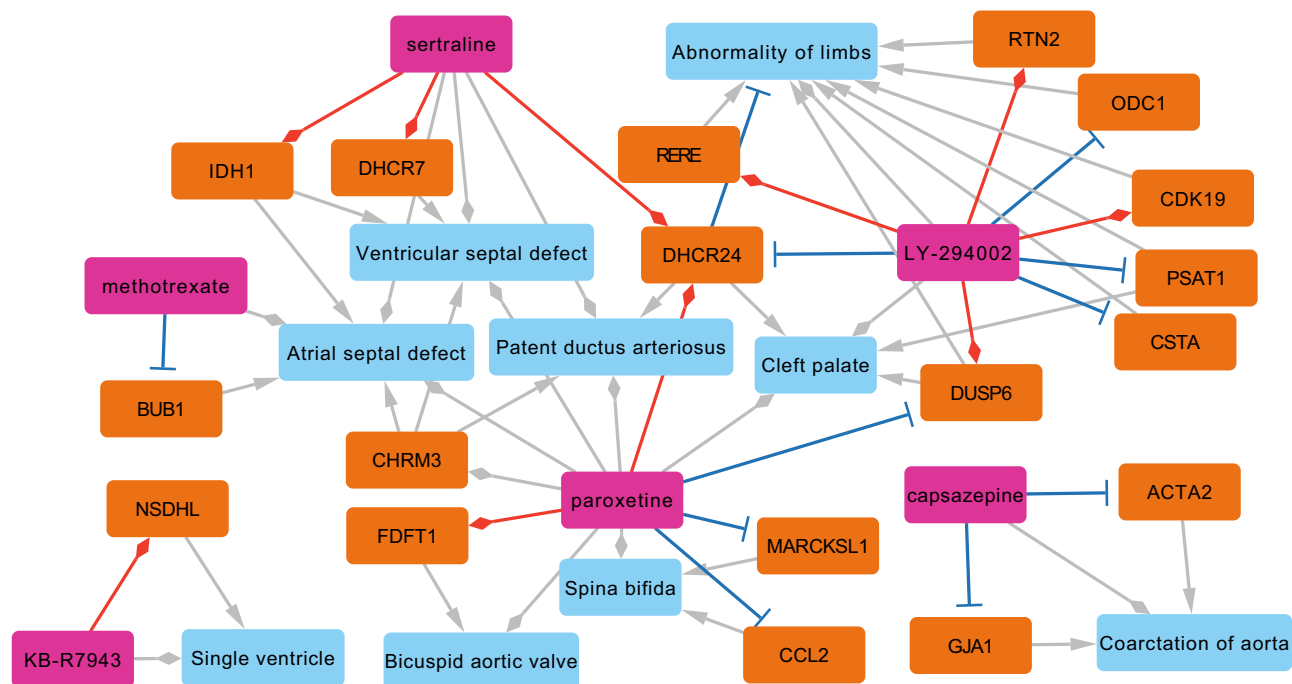 sertraline
Abnormality of limbs
RTN2
ODC1
IDH1
DHCR7
RERE
CDK19
Ventricular septal defect
DHCR24
LY-294002
PSAT1
methotrexate
CSTA
Atrial septal defect
Patent ductus arteriosus
Cleft palate
DUSP6
BUB1
CHRM3
paroxetine
capsazepine
ACTA2
NSDHL
FDFT1
MARCKSL1
Spina bifida
KB-R7943
Single ventricle
Bicuspid aortic valve
CCL2
GJA1
Coarctation of aorta